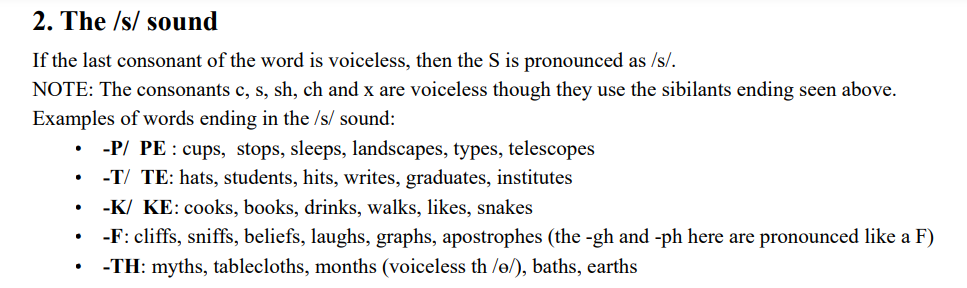 2. The /s/ sound
If the last consonant of the word is voiceless, then the S is pronounced as /s/.
NOTE: The consonants c, s, sh, ch and x are voiceless though they use the sibilants ending seen above.
Examples of words ending in the /s/ sound:
• -P/ PE : cups, stops, sleeps, landscapes, types, telescopes
• -T/ TE: hats, students, hits, writes, graduates, institutes
• -K/ KE: cooks, books, drinks, walks, likes, snakes
• -F: cliffs, sniffs, beliefs, laughs, graphs, apostrophes (the -gh and -ph here are pronounced like a F)
• -TH: myths, tablecloths, months (voiceless th /ɵ/), baths, earths